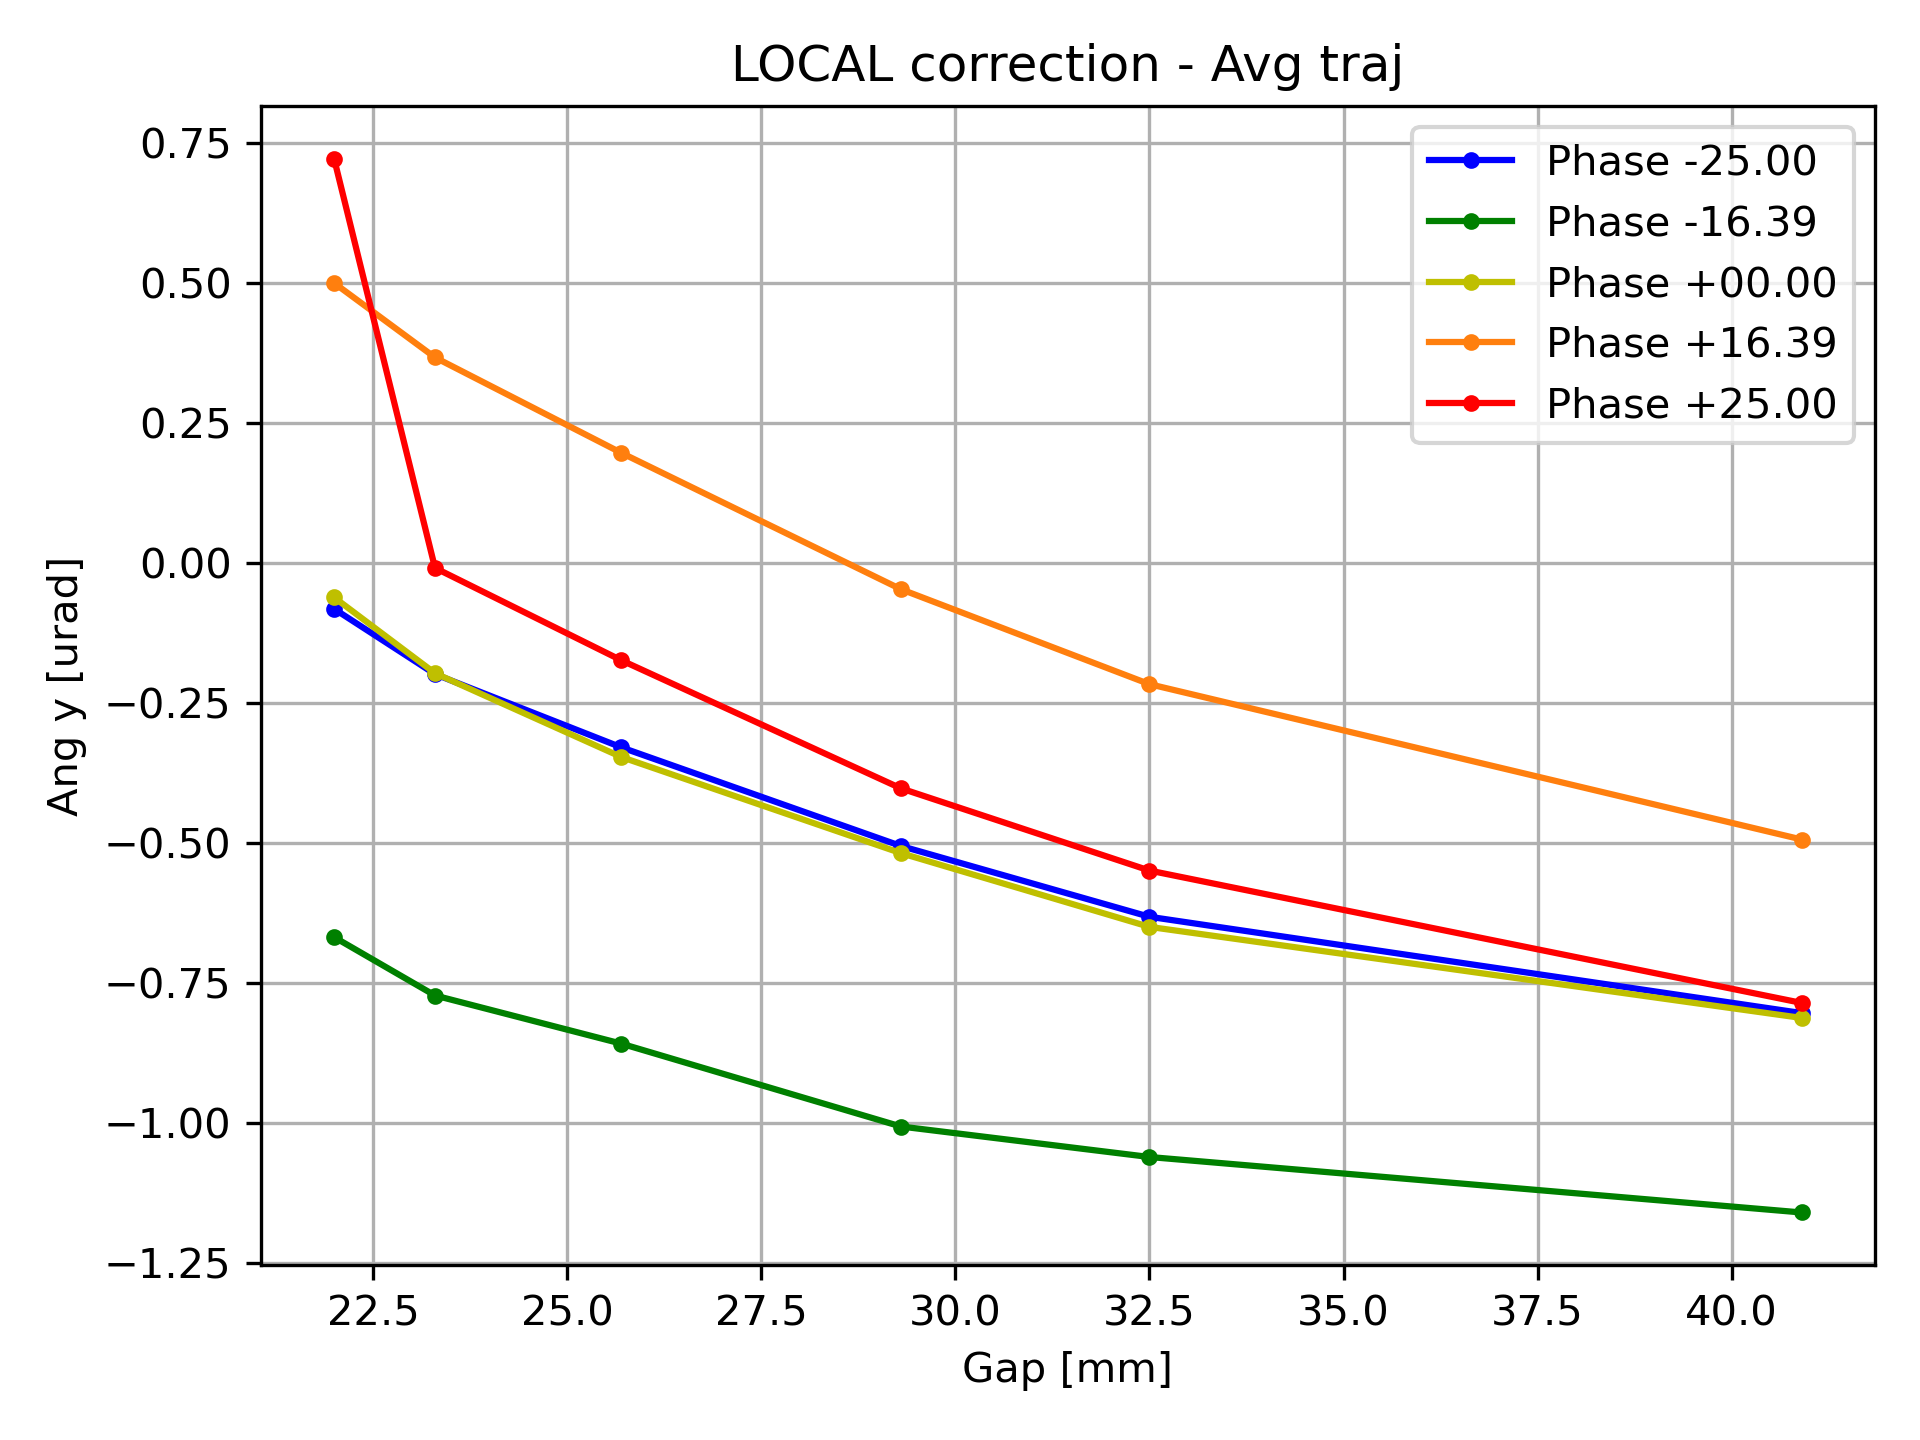 LOCAL correction - Avg traj
0.75
0.50
0.25
0.00
−0.25
−0.50
−0.75
−1.00
−1.25
Ang y [urad]
Phase -25.00
Phase -16.39
Phase +00.00
Phase +16.39
Phase +25.00
22.5 25.0 27.5 30.0 32.5 35.0 37.5 40.0
Gap [mm]